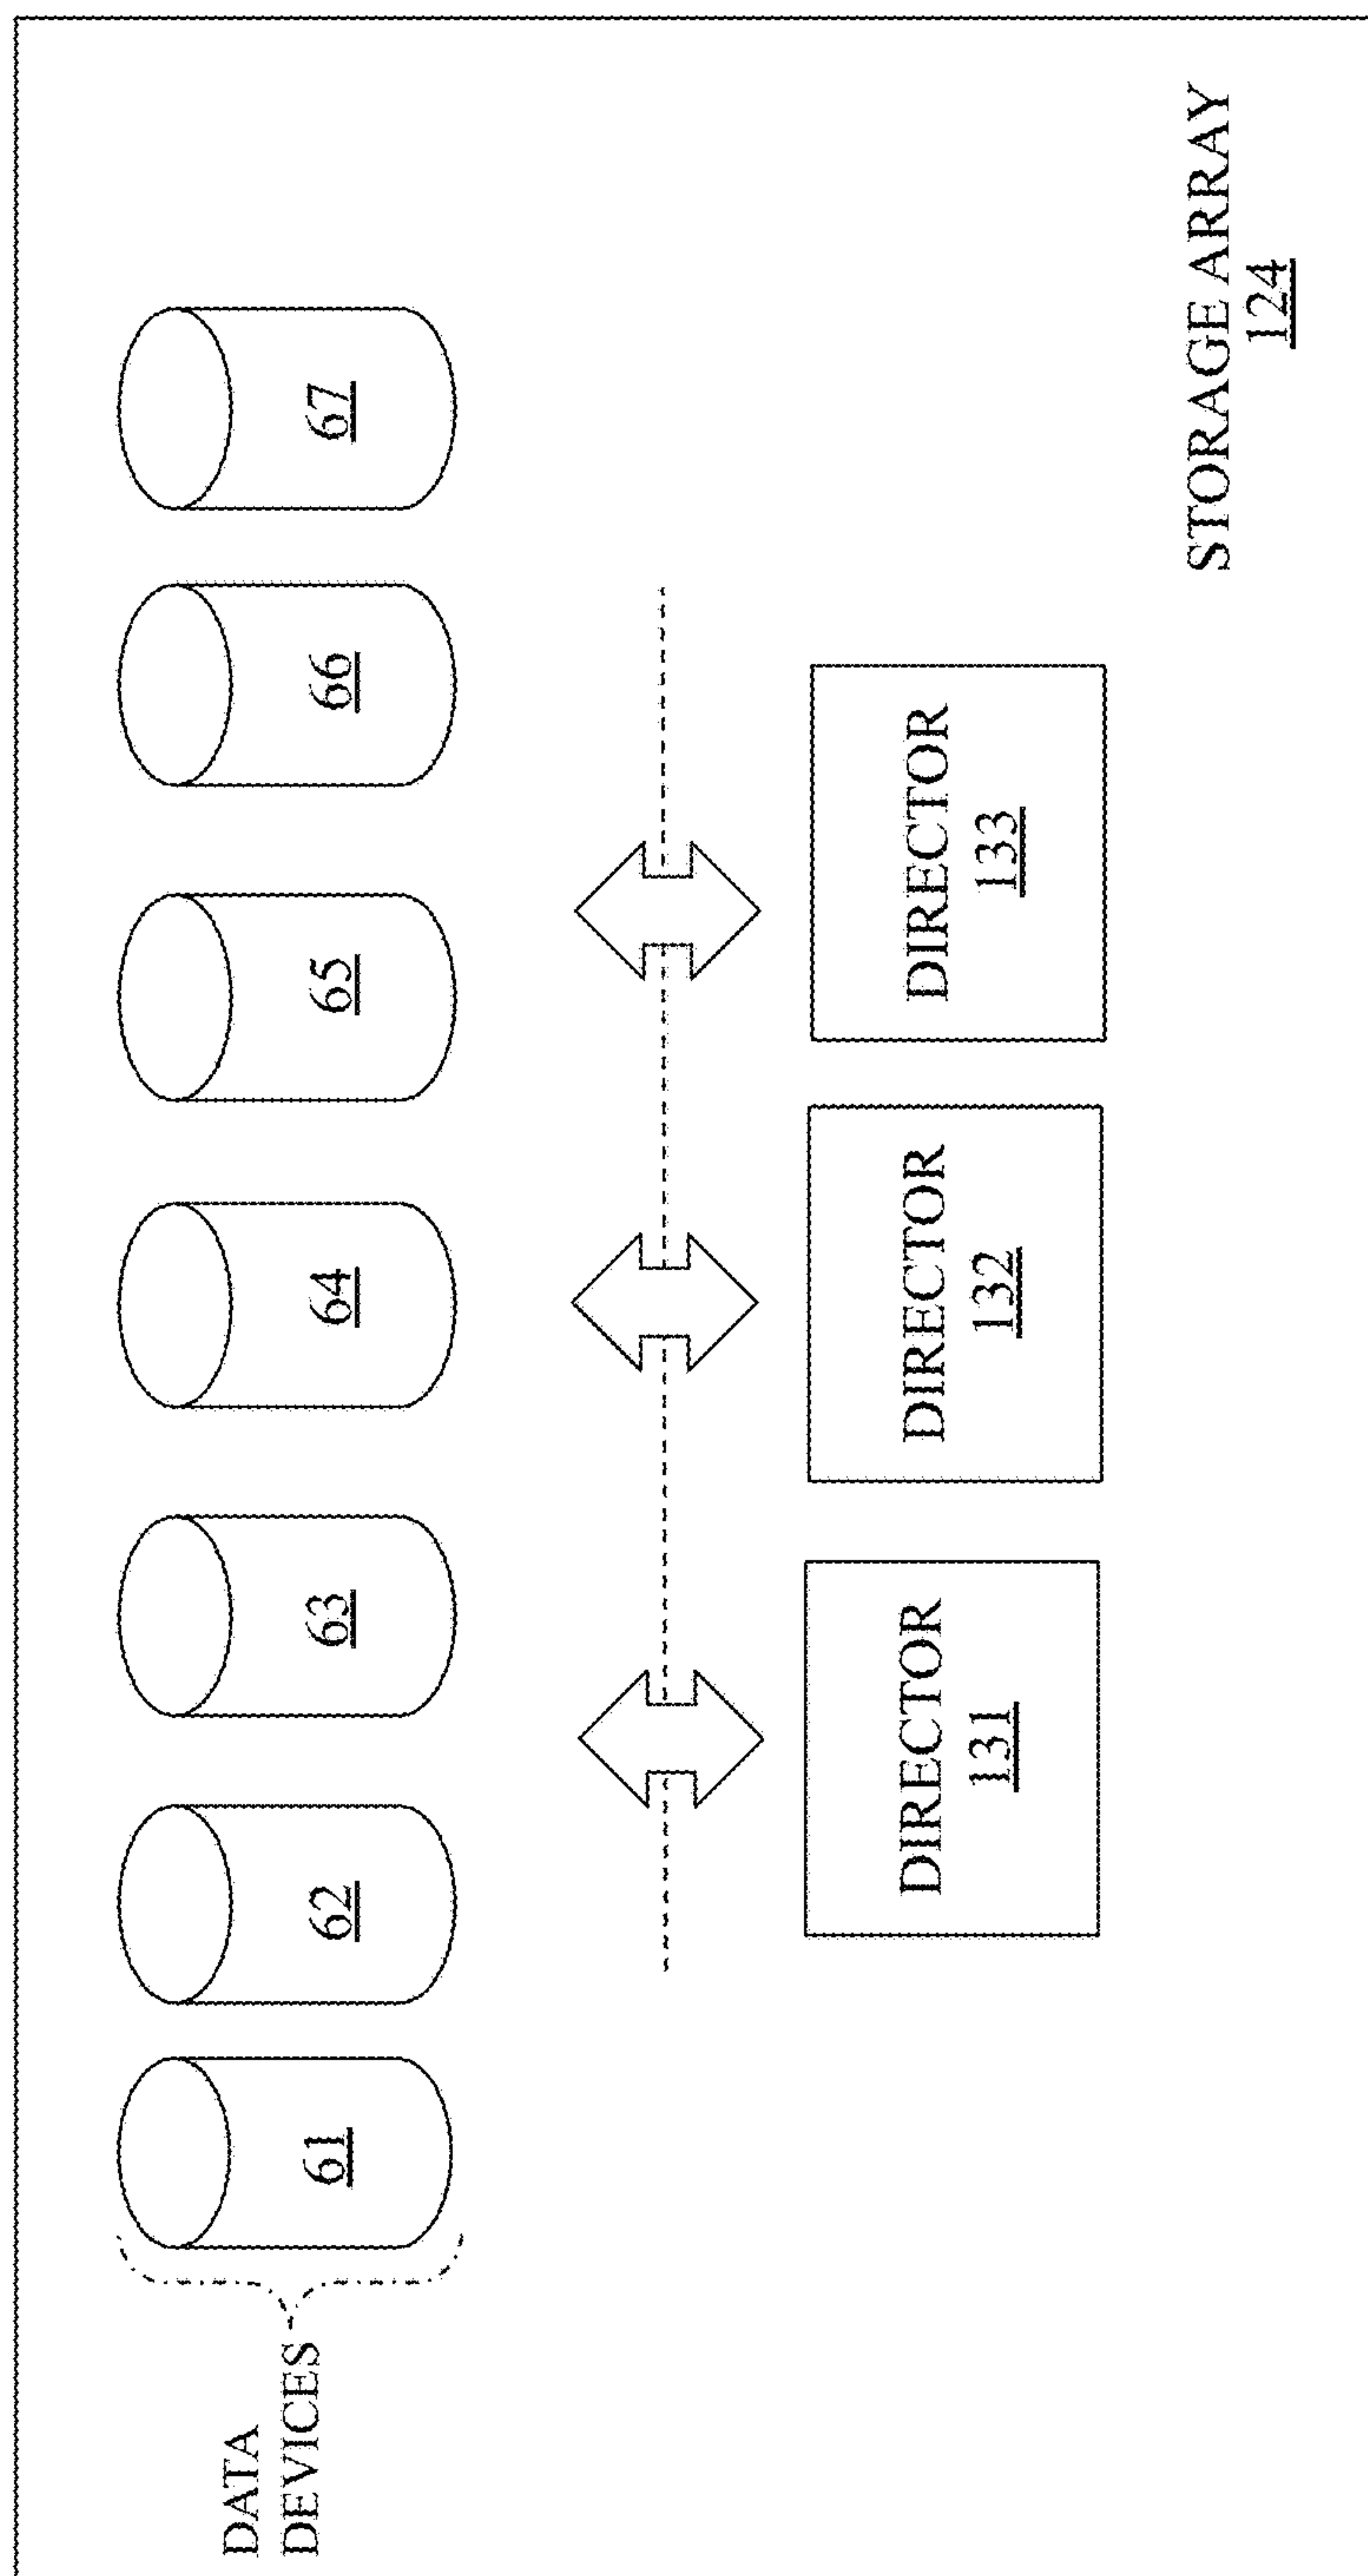 DATA
DEVICES
61
62
63
64
65
66
67
DIRECTOR
131
DIRECTOR
132
DIRECTOR
133
STORAGE ARRAY
124